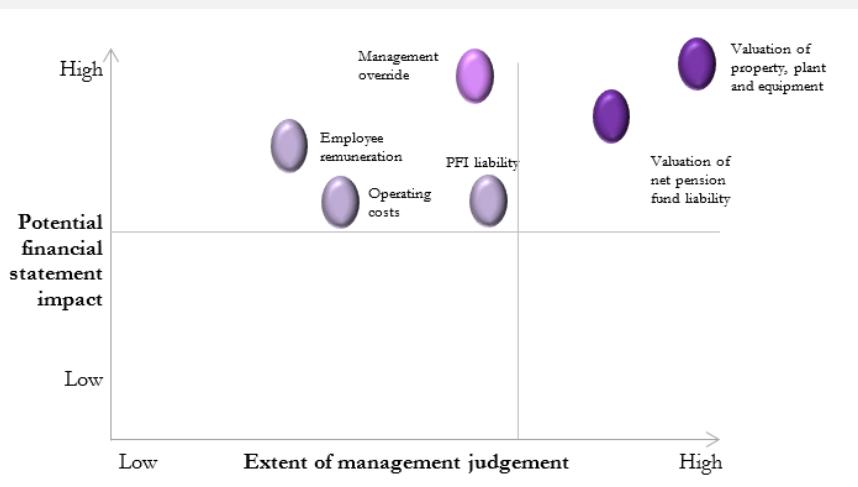 High
Management
override
Valuation of
property, plant
and equipment
Employee
remuneration
PFI liability
Valuation of
net pension
fund liability
Operating
costs
Potential
financial
statement
impact
Low
Low
Extent of management judgement
High